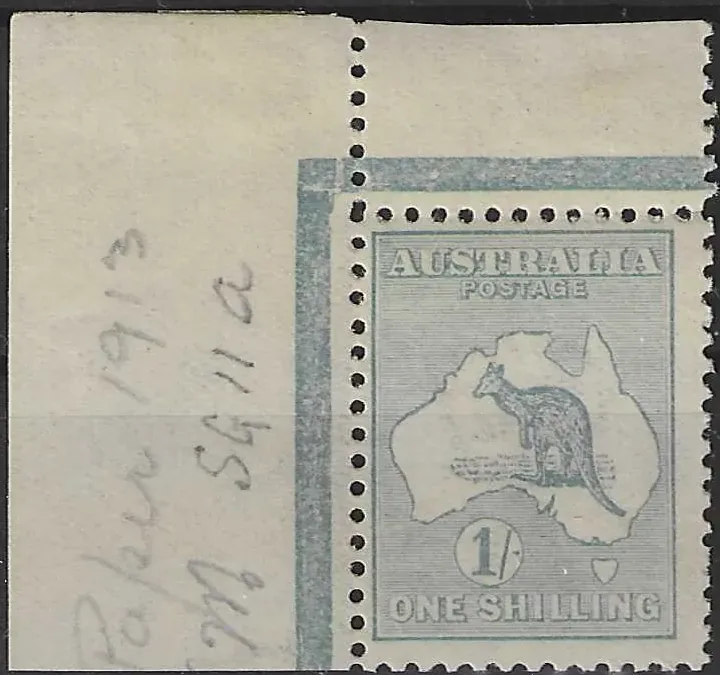 Paper 1913
M SG 11a
AUSTRALIA
POSTAGE
1/-
ONE SHILLING